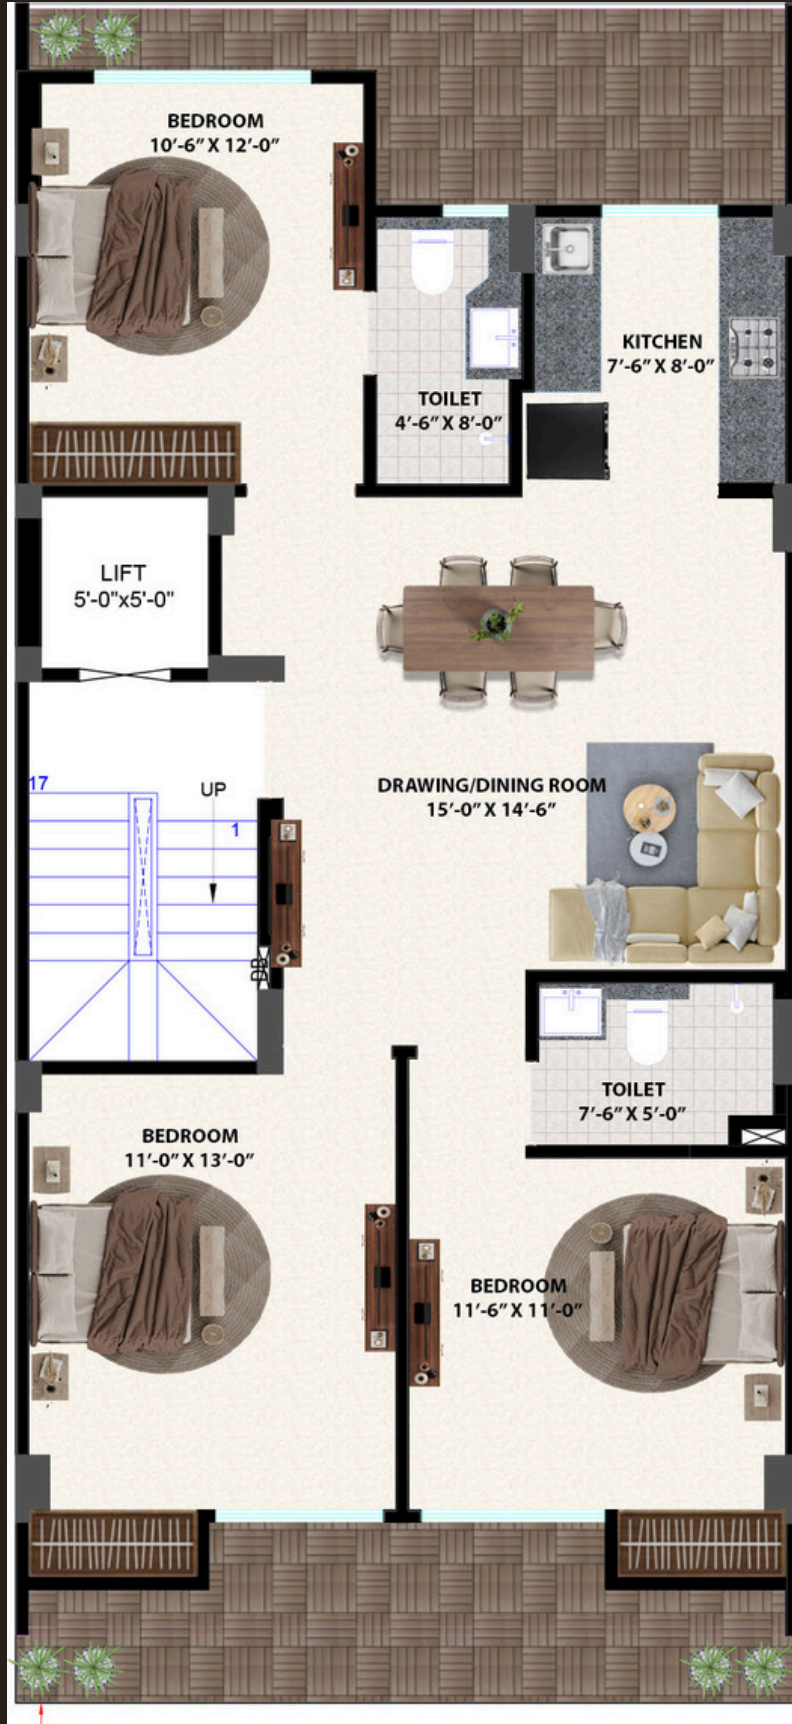 BEDROOM
10'-6" X 12'-0"
KITCHEN
7'-6" X 8'-0"
TOILET
4'-6" X 8'-0"
LIFT
5'-0"x5'-0"
17
UP
1
DRAWING/DINING ROOM
15'-0" X 14'-6"
DB
TOILET
7'-6" X 5'-0"
BEDROOM
11'-0" X 13'-0"
BEDROOM
11'-6" X 11'-0"